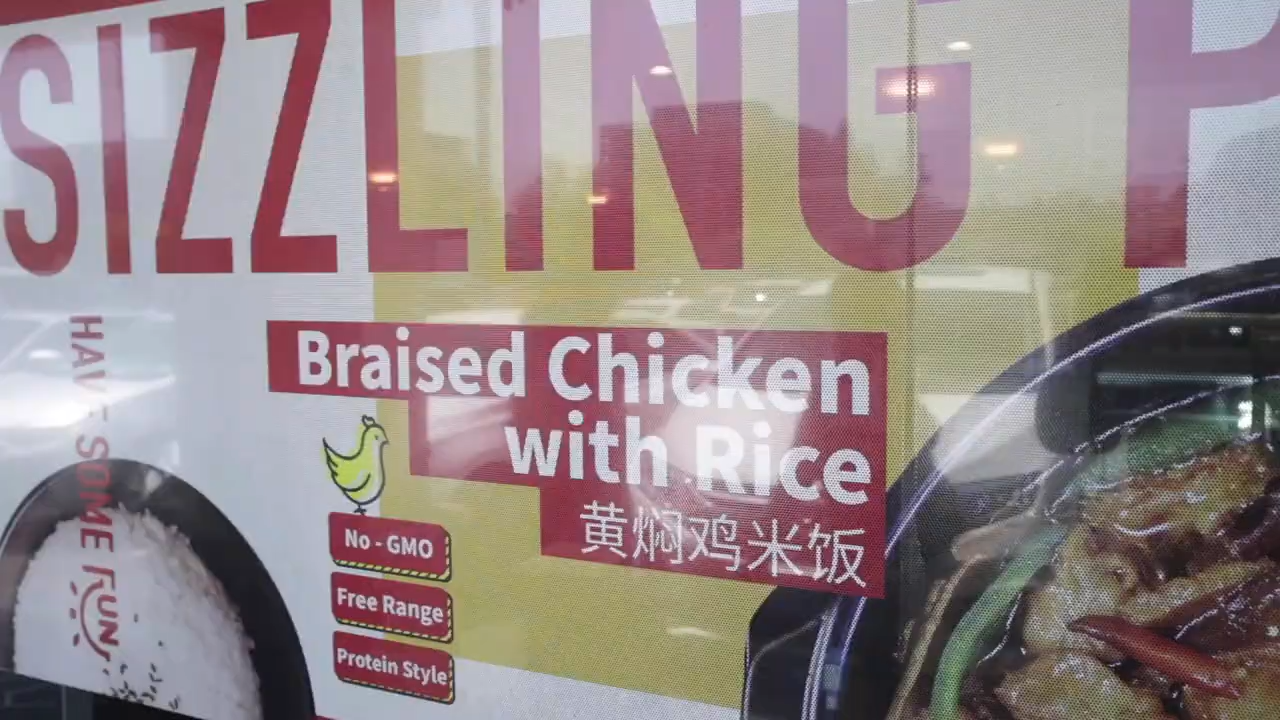 SIZZLING P
Braised Chicken
with Rice
黄焖鸡米饭
No - GMO
Free Range
Protein Style
HAVE SOME FUN